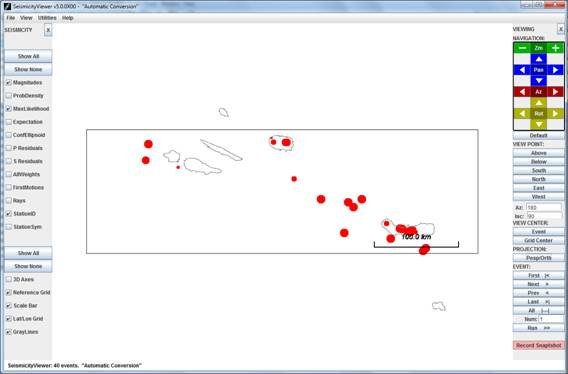 SeismicityViewer v5.0.0X00 - "Automatic Conversion"
File View Utilities Help
SEISMICITY
X
Show All
Show None
Magnitudes
ProbDensity
MaxLikelihood
Expectation
ConfEllipsoid
P Residuals
S Residuals
AllWeights
FirstMotions
Rays
StationID
StationSym
Show All
Show None
3D Axes
Reference Grid
Scale Bar
Lat/Lon Grid
GrayLines
100.0 km
VIEWING
X
NAVIGATION:
Zm
Pan
Az
Rot
Default
VIEW POINT:
Above
Below
South
North
East
West
Az: 180
Inc: 90
VIEW CENTER:
Event
Grid Center
PROJECTION:
Persp/Orth
EVENT:
First |<
Next >
Prev <
Last >|
All |---|
Num: 1
Run >>
Record Snapshot
SeismicityViewer: 40 events. "Automatic Conversion"